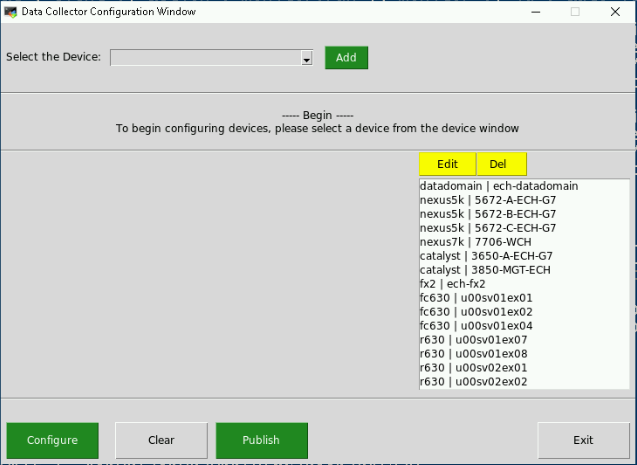 Data Collector Configuration Window
Select the Device:
Add
----- Begin -----
To begin configuring devices, please select a device from the device window
Edit Del
datadomain | ech-datadomain
nexus5k | 5672-A-ECH-G7
nexus5k | 5672-B-ECH-G7
nexus5k | 5672-C-ECH-G7
nexus7k | 7706-WCH
catalyst | 3650-A-ECH-G7
catalyst | 3850-MGT-ECH
fx2 | ech-fx2
fc630 | u00sv01ex01
fc630 | u00sv01ex02
fc630 | u00sv01ex04
r630 | u00sv01ex07
r630 | u00sv01ex08
r630 | u00sv02ex01
r630 | u00sv02ex02
Configure Clear Publish Exit